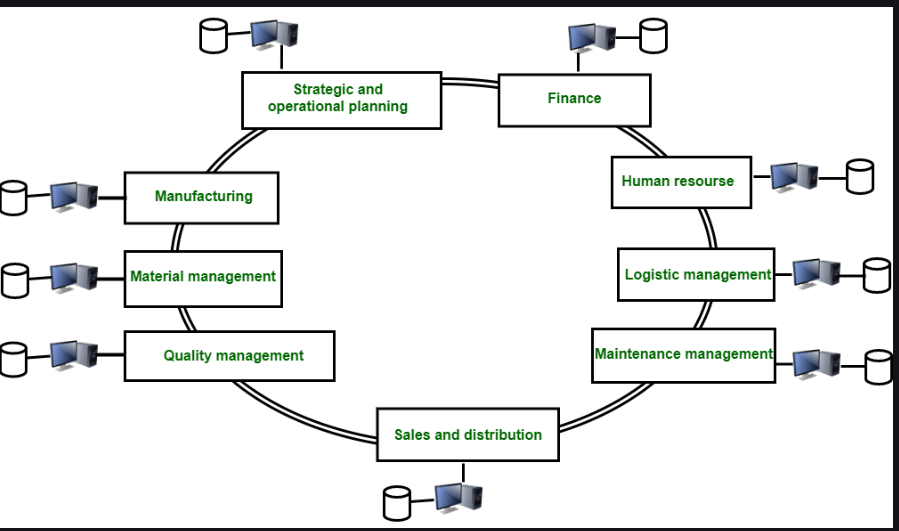 Strategic and
operational planning
Finance
Manufacturing
Human resourse
Material management
Logistic management
Quality management
Maintenance management
Sales and distribution